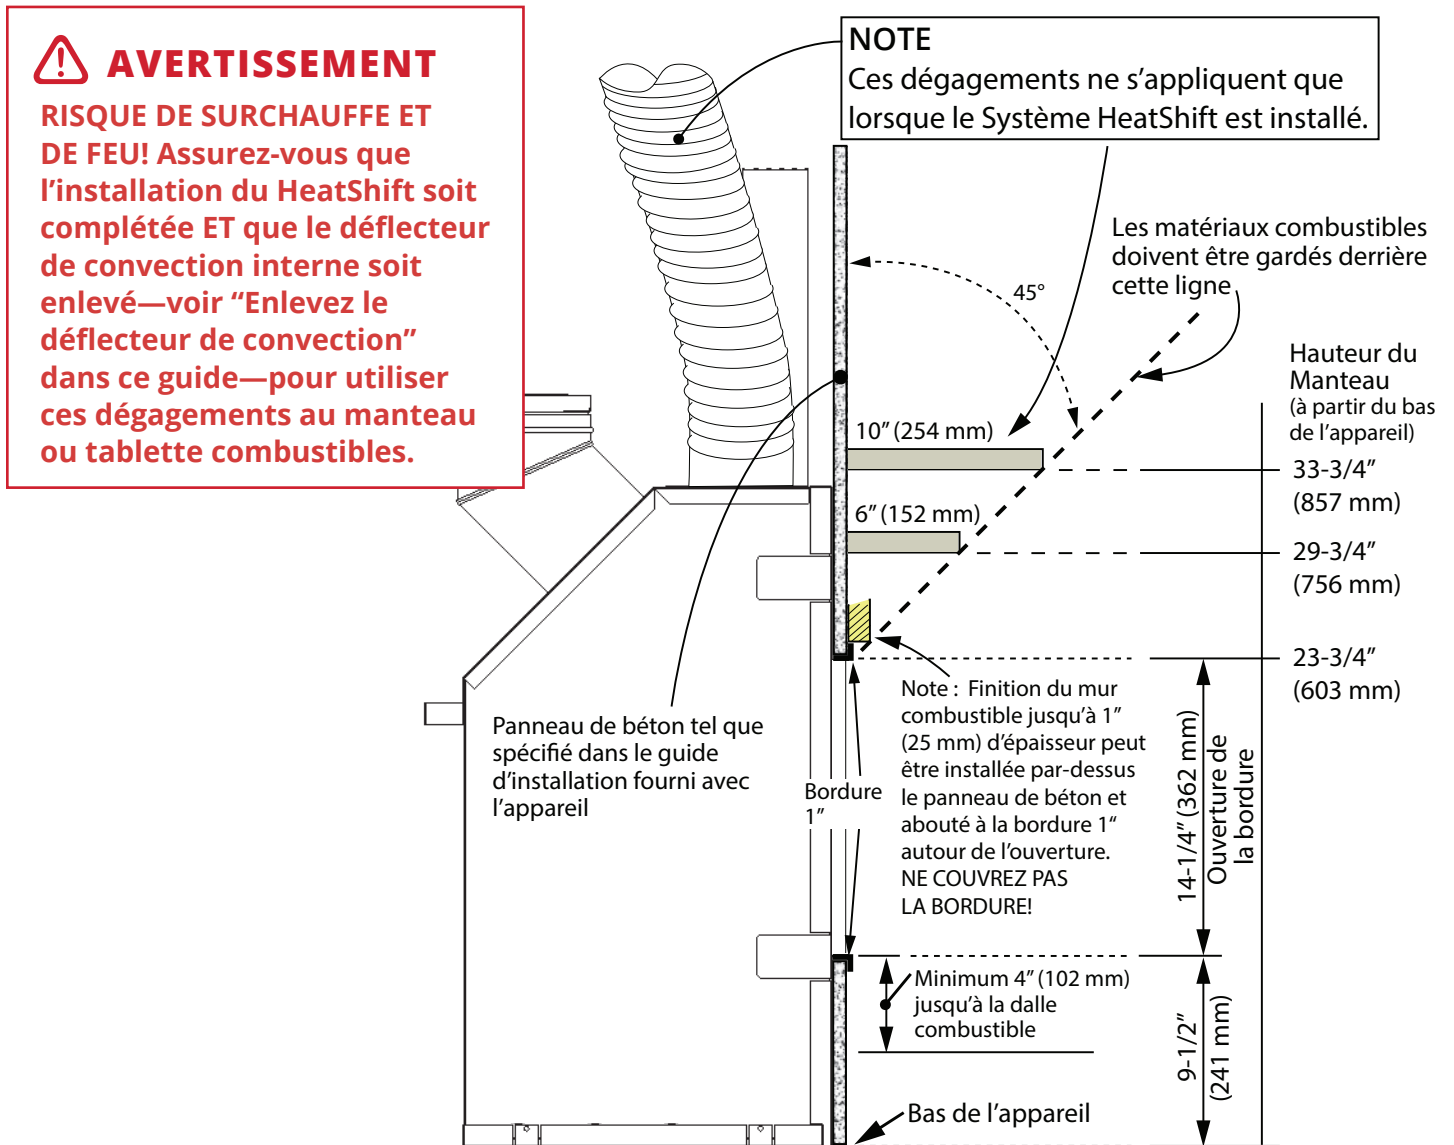 AVERTISSEMENT
RISQUE DE SURCHAUFFE ET
DE FEU! Assurez-vous que
l’installation du HeatShift soit
complétée ET que le déflecteur
de convection interne soit
enlevé—voir “Enlevez le
déflecteur de convection”
dans ce guide—pour utiliser
ces dégagements au manteau
ou tablette combustibles.
NOTE
Ces dégagements ne s’appliquent que
lorsque le Système HeatShift est installé.
Les matériaux combustibles
doivent être gardés derrière
cette ligne
45°
Hauteur du
Manteau
(à partir du bas
de l’appareil)
10” (254 mm)
33-3/4”
(857 mm)
6” (152 mm)
29-3/4”
(756 mm)
23-3/4”
(603 mm)
Panneau de béton tel que
spécifié dans le guide
d’installation fourni avec
l’appareil
Bordure
1”
Note : Finition du mur
combustible jusqu’à 1”
(25 mm) d’épaisseur peut
être installée par-dessus
le panneau de béton et
abouté à la bordure 1“
autour de l’ouverture.
NE COUVREZ PAS
LA BORDURE!
14-1/4” (362 mm)
Ouverture de
la bordure
Minimum 4” (102 mm)
jusqu’à la dalle
combustible
9-1/2”
(241 mm)
Bas de l’appareil